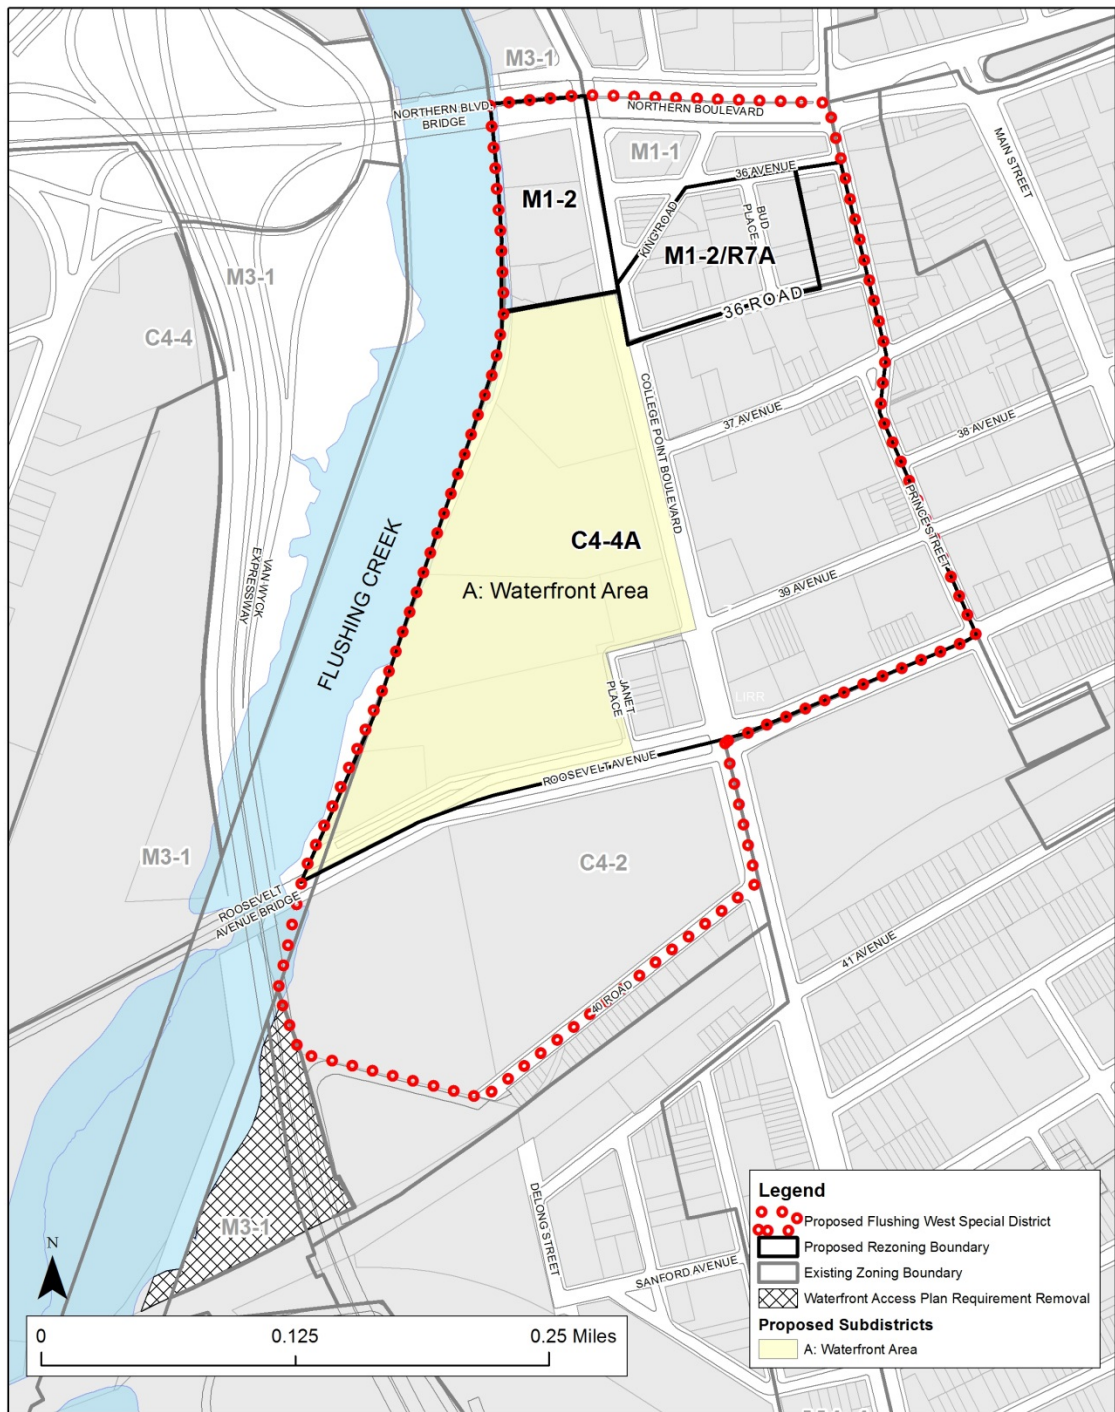 M3-1
NORTHERN BLVD.
BRIDGE
NORTHERN BOULEVARD
MAIN STREET
M1-1
36 AVENUE
M1-2
KING ROAD
BUD
PLACE
M1-2/R7A
M3-1
36 ROAD
C4-4
COLLEGE POINT BOULEVARD
37 AVENUE
38 AVENUE
PRINCE STREET
FLUSHING CREEK
C4-4A
VAN WYCK
EXPRESSWAY
A: Waterfront Area
39 AVENUE
JANET
PLACE
LIRR
ROOSEVELT AVENUE
M3-1
C4-2
ROOSEVELT
AVENUE BRIDGE
41 AVENUE
40 ROAD
M3-1
DELONG STREET
SANFORD AVENUE
N
0
0.125
0.25 Miles
Legend
Proposed Flushing West Special District
Proposed Rezoning Boundary
Existing Zoning Boundary
Waterfront Access Plan Requirement Removal
Proposed Subdistricts
A: Waterfront Area